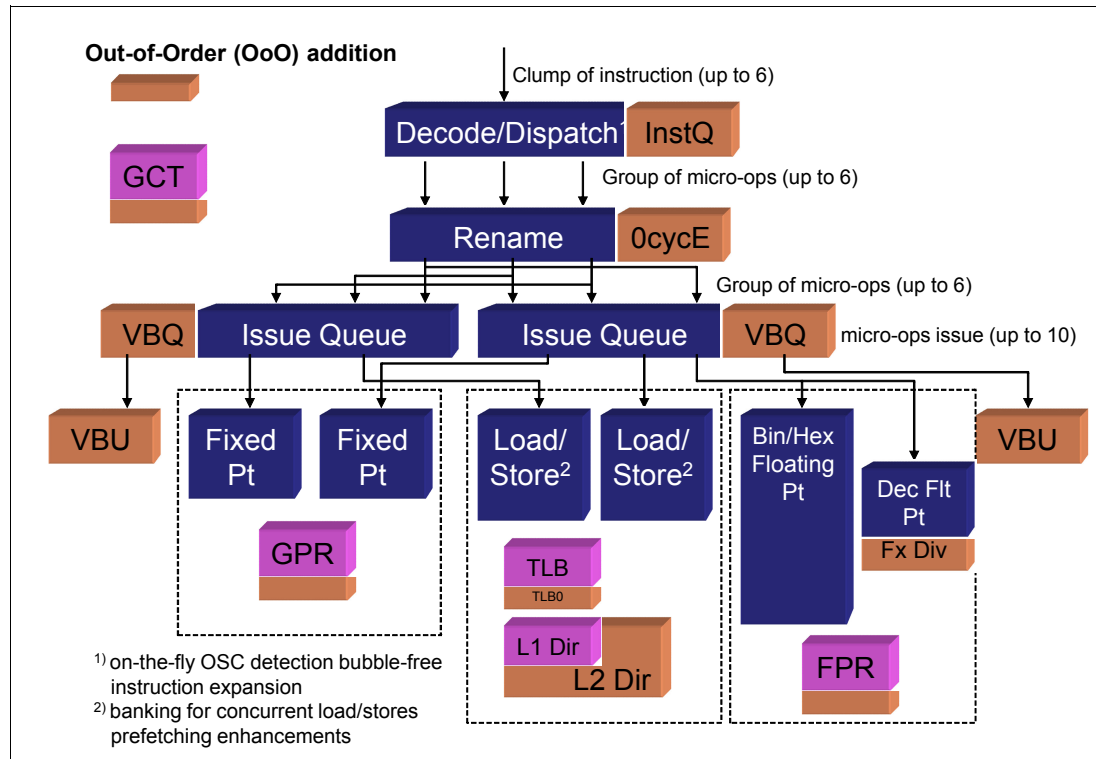 Out-of-Order (OoO) addition
Clump of instruction (up to 6)
Decode/Dispatch1
InstQ
GCT
Group of micro-ops (up to 6)
Rename
0cycE
Group of micro-ops (up to 6)
VBQ
Issue Queue
Issue Queue
VBQ
micro-ops issue (up to 10)
VBU
Fixed
Pt
Fixed
Pt
Load/
Store2
Load/
Store2
Bin/Hex
Floating
Pt
Dec Flt
Pt
Fx Div
VBU
GPR
TLB
TLB0
L1 Dir
L2 Dir
FPR
1) on-the-fly OSC detection bubble-free
instruction expansion
2) banking for concurrent load/stores
prefetching enhancements